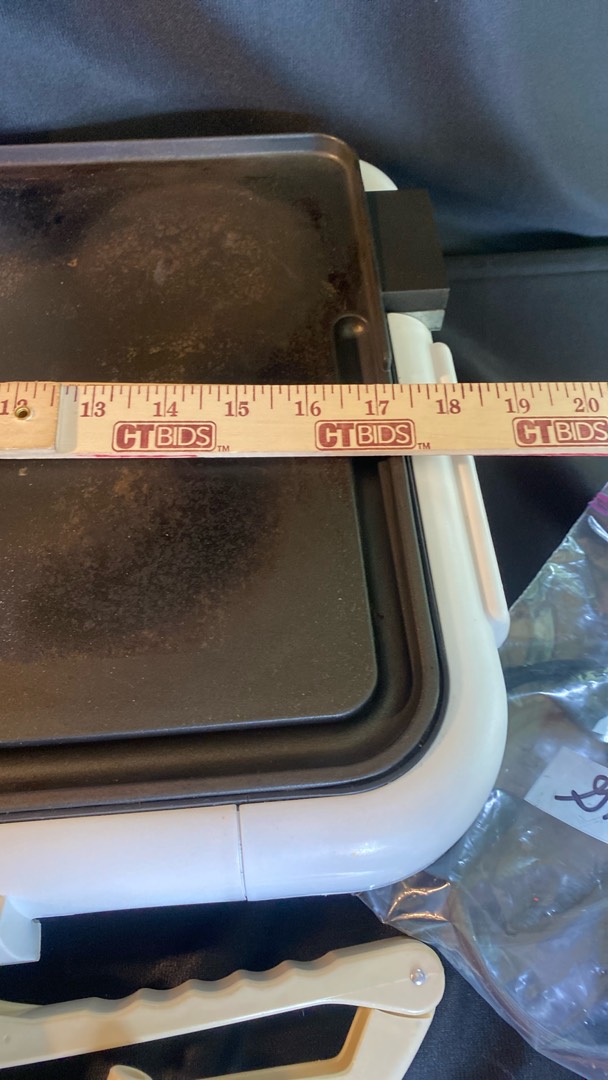 12 13 14 15 16 17 18 19 20
CTBIDS™ CTBIDS™ CTBIDS